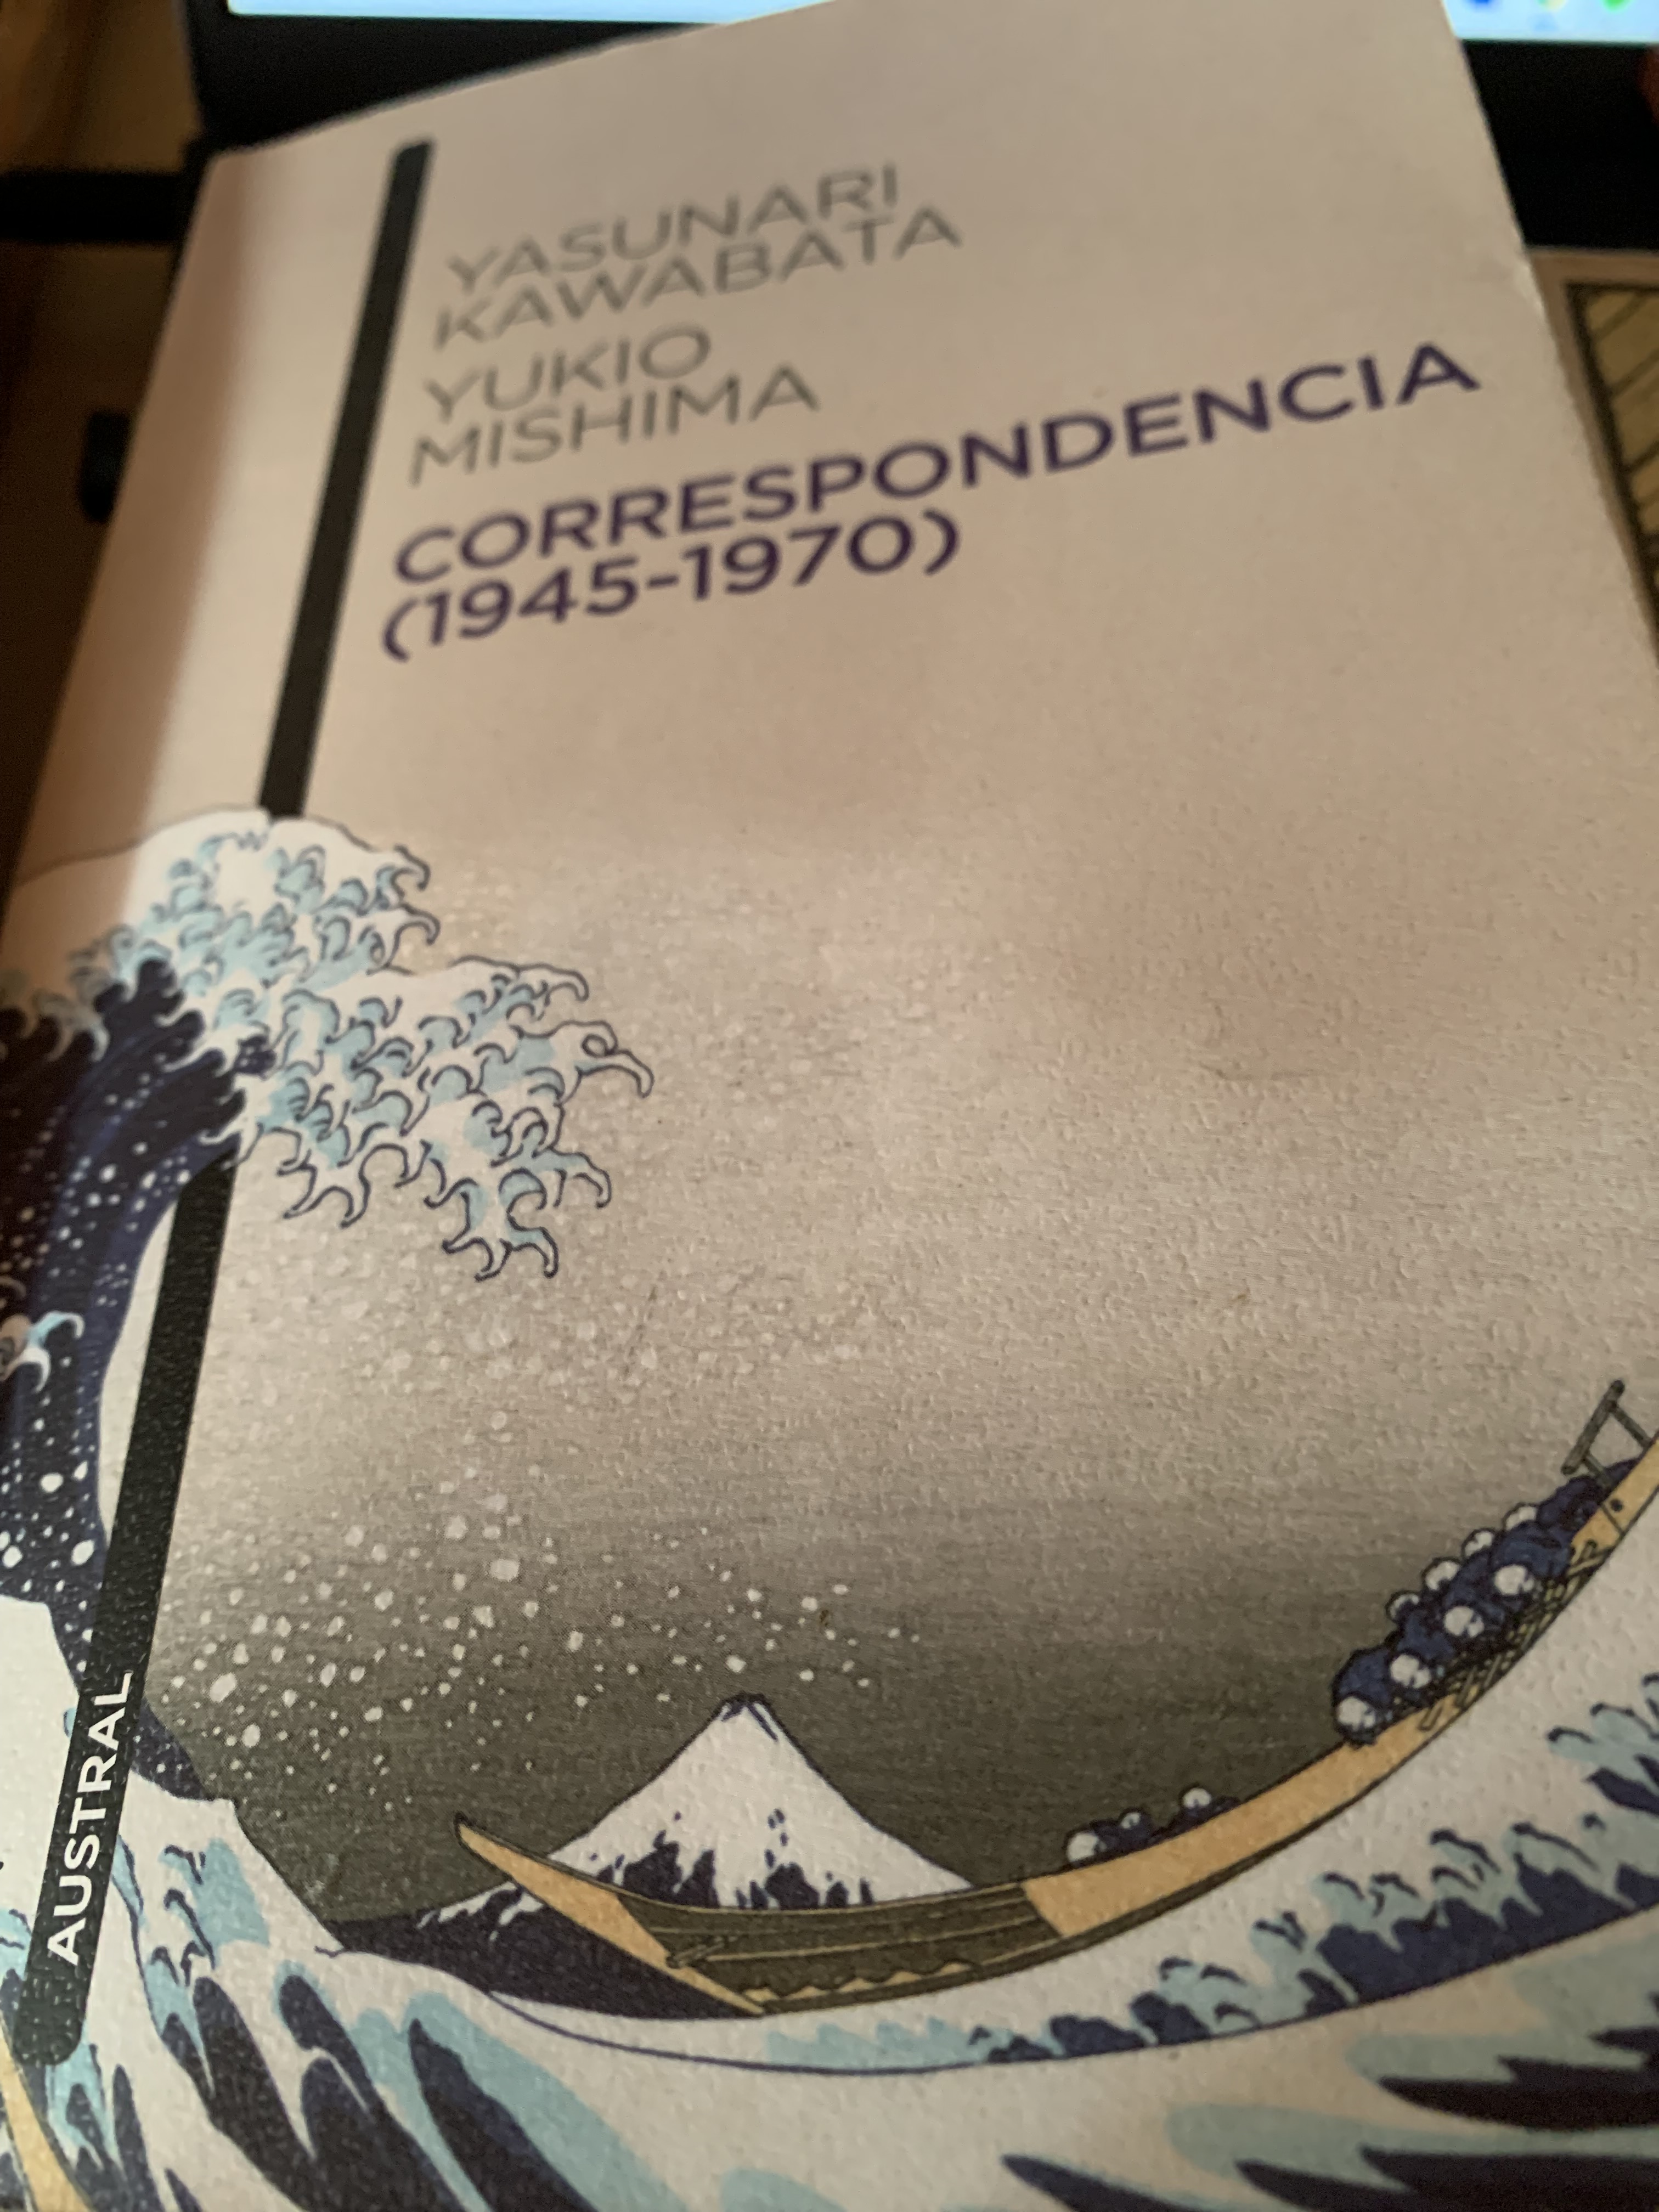 YASUNARI
KAWABATA
YUKIO
MISHIMA
CORRESPONDENCIA
(1945-1970)
AUSTRAL